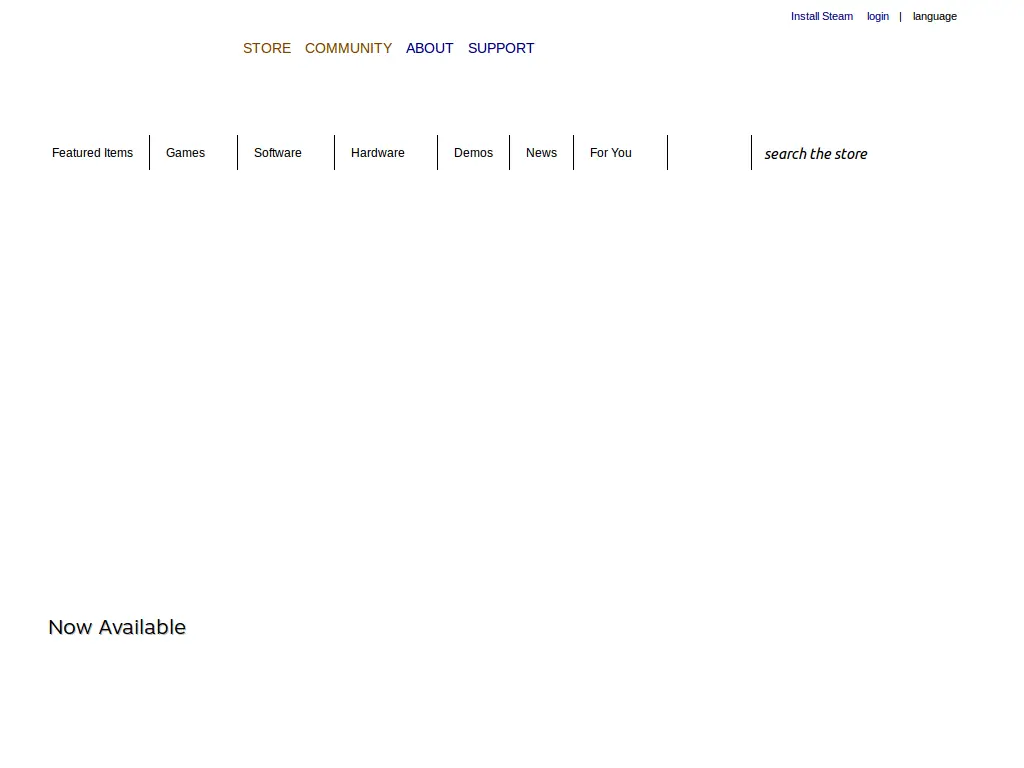 Install Steam login | language
STORE COMMUNITY ABOUT SUPPORT
Featured Items Games Software Hardware Demos News For You search the store
Now Available